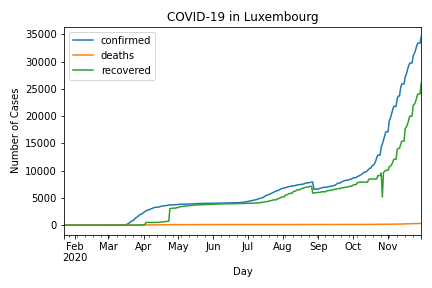 COVID-19 in Luxembourg
confirmed
deaths
recovered
Number of Cases
35000
30000
25000
20000
15000
10000
5000
0
Feb Mar Apr May Jun Jul Aug Sep Oct Nov
2020
Day